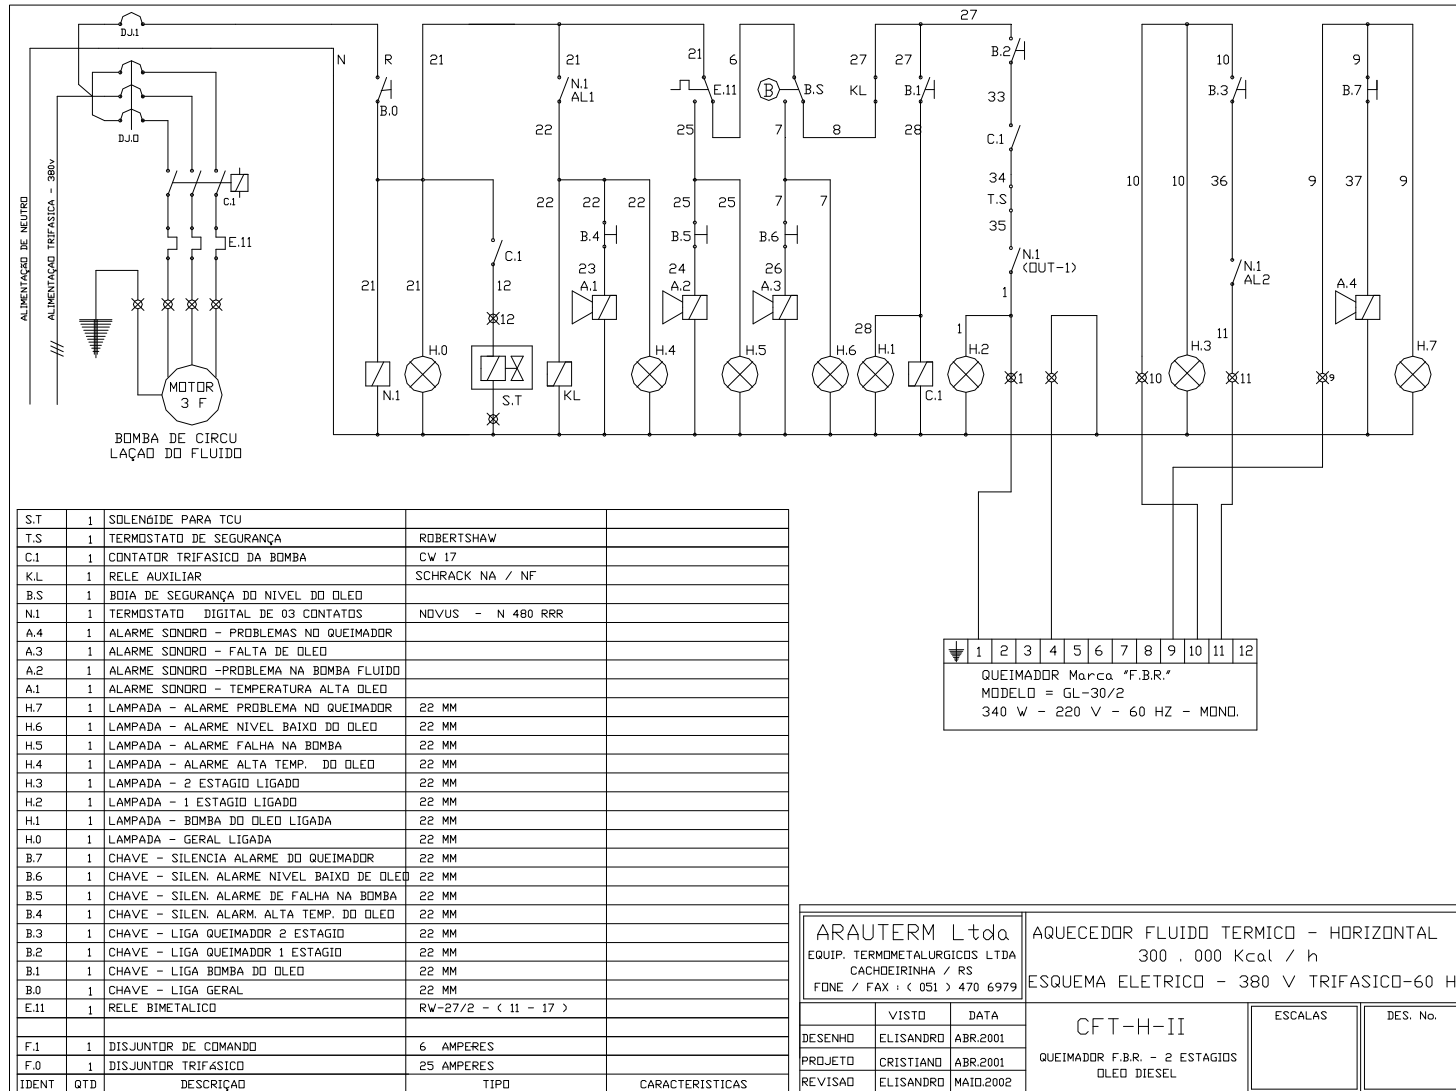 27
DJ.1
N
R
21
21
21
6
27
27
B.2
10
9
B.0
N.1
AL1
E.11
B
B.S
KL
B.1
33
B.3
B.7
DJ.0
22
25
7
8
28
C.1
34
T.S
35
10
10
36
9
37
9
C.1
E.11
22
22
22
25
25
7
7
B.4
B.5
B.6
C.1
N.1
(OUT-1)
N.1
AL2
23
24
26
21
21
12
A.1
A.2
A.3
1
A.4
12
28
1
11
H.0
H.4
H.5
H.6
H.1
H.2
H.3
H.7
N.1
S.T
KL
C.1
1
10
11
9
ALIMENTAÇÃO DE NEUTRO
ALIMENTAÇAO TRIFASICA - 380v
MOTOR
3 F
BOMBA DE CIRCU
LAÇAO DO FLUIDO
1 2 3 4 5 6 7 8 9 10 11 12
QUEIMADOR Marca "F.B.R."
MODELO = GL-30/2
340 W - 220 V - 60 HZ - MONO.
S.T 1 SOLENóIDE PARA TCU
T.S 1 TERMOSTATO DE SEGURANÇA ROBERTSHAW
C.1 1 CONTATOR TRIFASICO DA BOMBA CW 17
K.L 1 RELE AUXILIAR SCHRACK NA / NF
B.S 1 BOIA DE SEGURANÇA DO NIVEL DO OLEO
N.1 1 TERMOSTATO DIGITAL DE 03 CONTATOS NOVUS - N 480 RRR
A.4 1 ALARME SONORO - PROBLEMAS NO QUEIMADOR
A.3 1 ALARME SONORO - FALTA DE OLEO
A.2 1 ALARME SONORO -PROBLEMA NA BOMBA FLUIDO
A.1 1 ALARME SONORO - TEMPERATURA ALTA OLEO
H.7 1 LAMPADA - ALARME PROBLEMA NO QUEIMADOR 22 MM
H.6 1 LAMPADA - ALARME NIVEL BAIXO DO OLEO 22 MM
H.5 1 LAMPADA - ALARME FALHA NA BOMBA 22 MM
H.4 1 LAMPADA - ALARME ALTA TEMP. DO OLEO 22 MM
H.3 1 LAMPADA - 2 ESTAGIO LIGADO 22 MM
H.2 1 LAMPADA - 1 ESTAGIO LIGADO 22 MM
H.1 1 LAMPADA - BOMBA DO OLEO LIGADA 22 MM
H.0 1 LAMPADA - GERAL LIGADA 22 MM
B.7 1 CHAVE - SILENCIA ALARME DO QUEIMADOR 22 MM
B.6 1 CHAVE - SILEN. ALARME NIVEL BAIXO DE OLEO 22 MM
B.5 1 CHAVE - SILEN. ALARME DE FALHA NA BOMBA 22 MM
B.4 1 CHAVE - SILEN. ALARM. ALTA TEMP. DO OLEO 22 MM
B.3 1 CHAVE - LIGA QUEIMADOR 2 ESTAGIO 22 MM
B.2 1 CHAVE - LIGA QUEIMADOR 1 ESTAGIO 22 MM
B.1 1 CHAVE - LIGA BOMBA DO OLEO 22 MM
B.0 1 CHAVE - LIGA GERAL 22 MM
E.11 1 RELE BIMETALICO RW-27/2 - ( 11 - 17 )
F.1 1 DISJUNTOR DE COMANDO 6 AMPERES
F.0 1 DISJUNTOR TRIFáSICO 25 AMPERES
IDENT QTD DESCRIÇAO TIPO CARACTERISTICAS
ARAUTERM Ltda
EQUIP. TERMOMETALURGICOS LTDA
CACHOEIRINHA / RS
FONE / FAX : ( 051 ) 470 6979
AQUECEDOR FLUIDO TERMICO - HORIZONTAL
300 . 000 Kcal / h
ESQUEMA ELETRICO - 380 V TRIFASICO-60 H
VISTO DATA
DESENHO ELISANDRO ABR.2001
PROJETO CRISTIANO ABR.2001
REVISAO ELISANDRO MAIO.2002
CFT-H-II
QUEIMADOR F.B.R. - 2 ESTAGIOS
OLEO DIESEL
ESCALAS
DES. No.